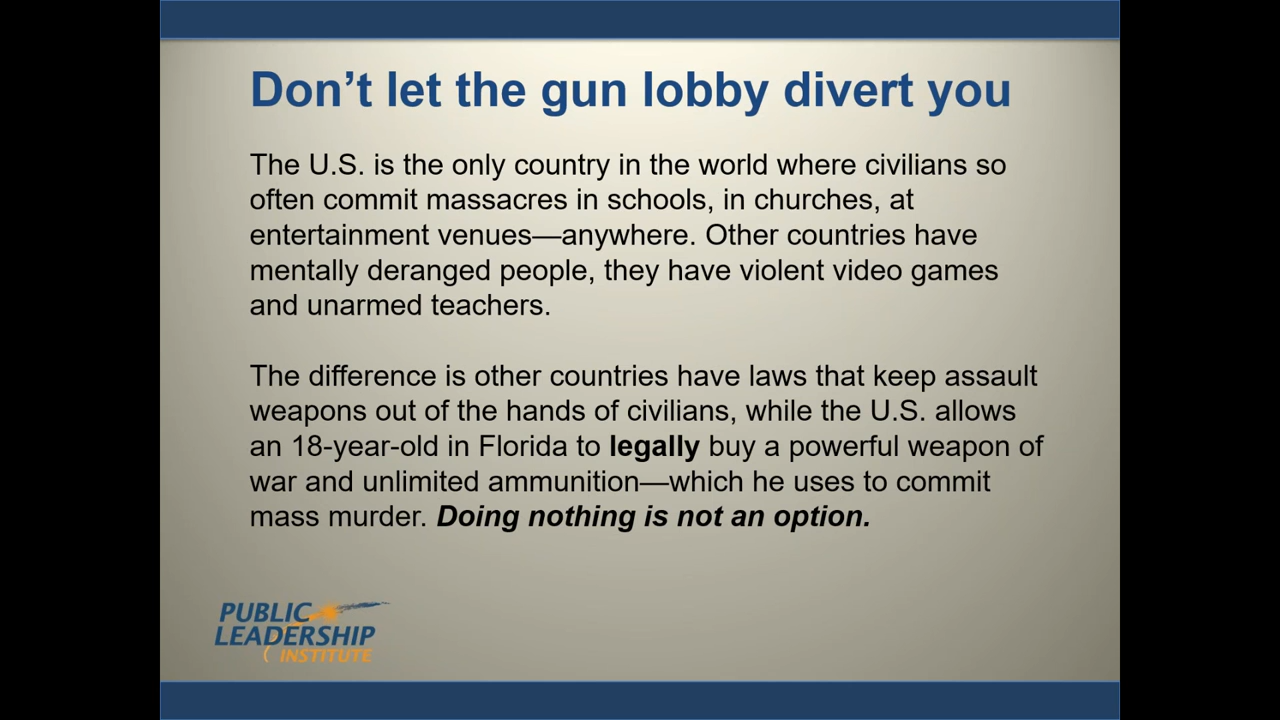 Don’t let the gun lobby divert you
The U.S. is the only country in the world where civilians so
often commit massacres in schools, in churches, at
entertainment venues—anywhere. Other countries have
mentally deranged people, they have violent video games
and unarmed teachers.
The difference is other countries have laws that keep assault
weapons out of the hands of civilians, while the U.S. allows
an 18-year-old in Florida to legally buy a powerful weapon of
war and unlimited ammunition—which he uses to commit
mass murder. Doing nothing is not an option.
PUBLIC
LEADERSHIP
INSTITUTE